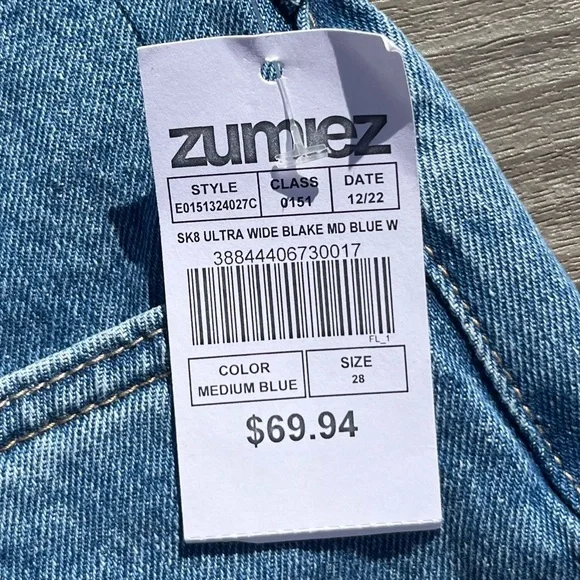 zumiez
STYLE CLASS DATE
E0151324027C 0151 12/22
SK8 ULTRA WIDE BLAKE MD BLUE W
38844406730017
FL_1
COLOR SIZE
MEDIUM BLUE 28
$69.94